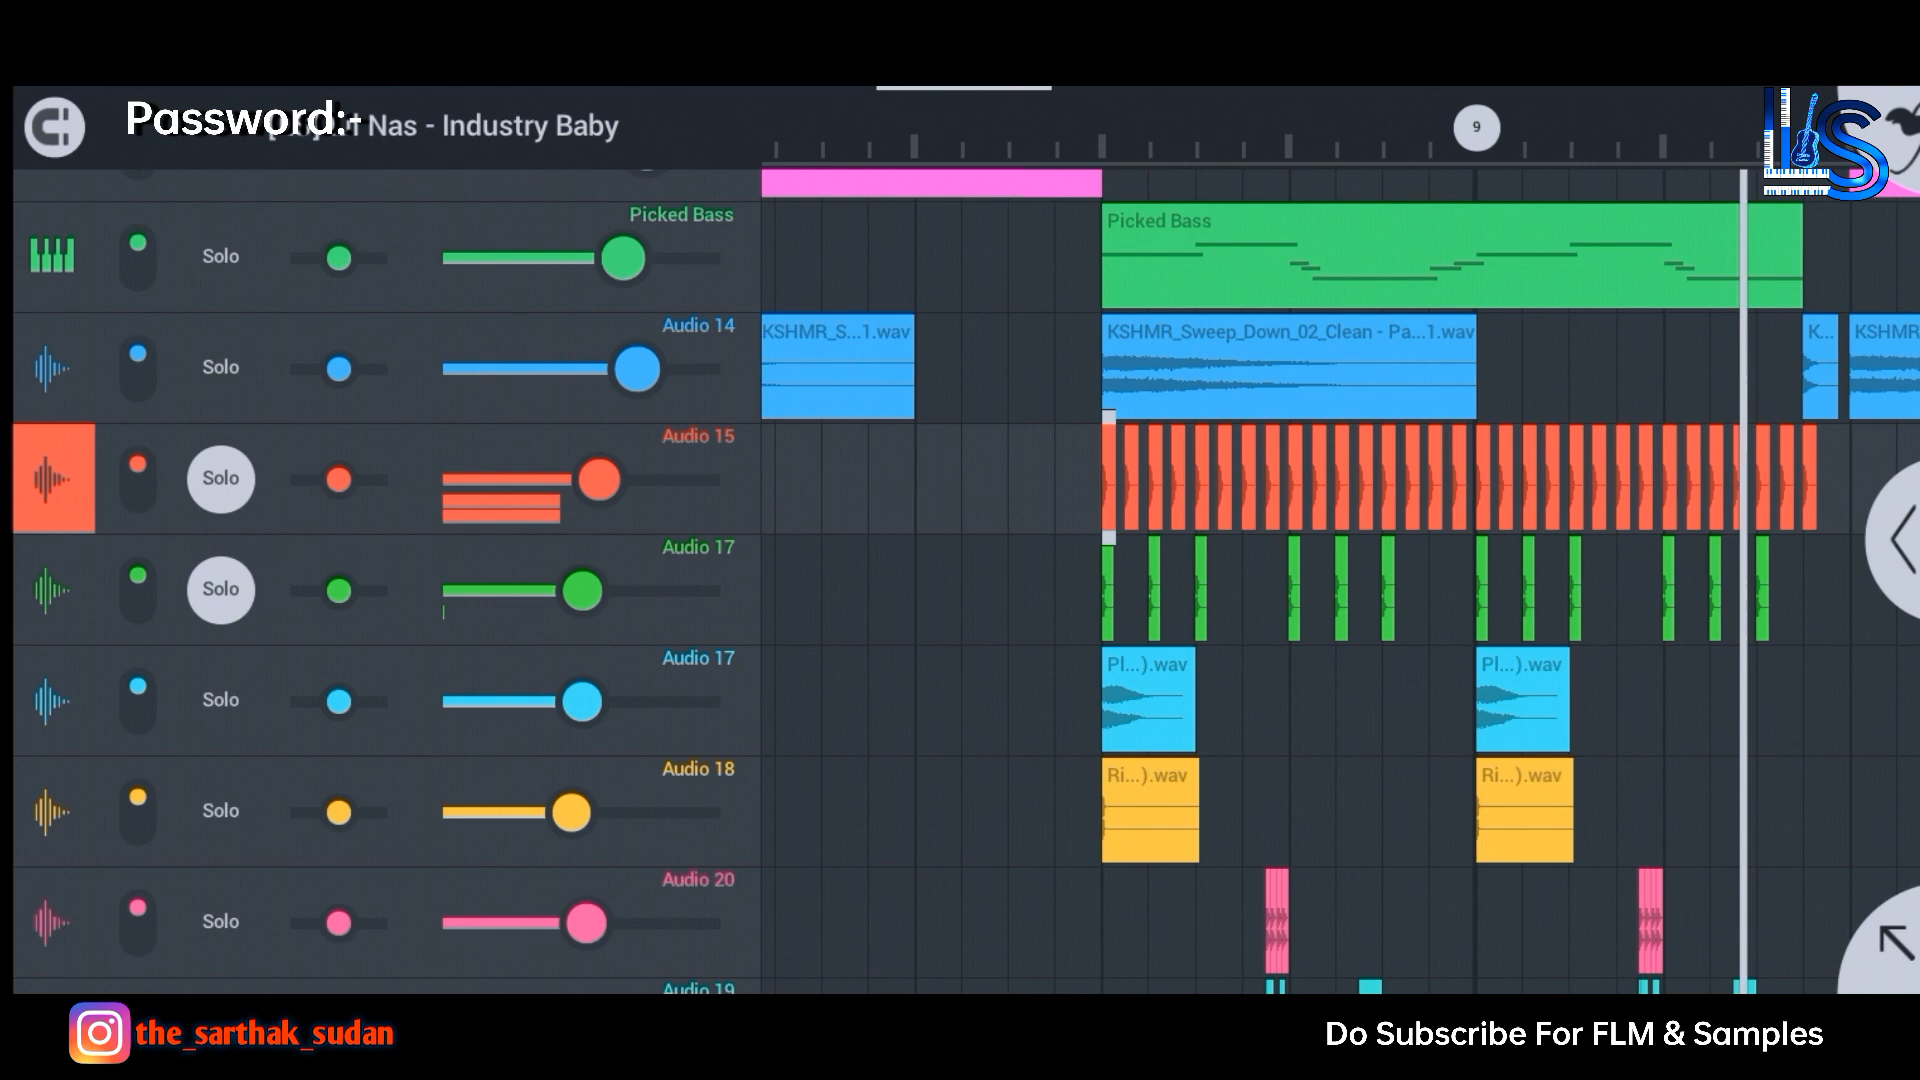 Password:-
Nas - Industry Baby
9
Picked Bass
Solo
Picked Bass
Audio 14
Solo
KSHMR_S...1.wav
KSHMR_Sweep_Down_02_Clean - Pa...1.wav
K...
KSHMR
Audio 15
Solo
Audio 17
Solo
Audio 17
Solo
Pl...).wav
Pl...).wav
Audio 18
Solo
Ri...).wav
Ri...).wav
Audio 20
Solo
Audio 19
LS
the_sarthak_sudan
Do Subscribe For FLM & Samples